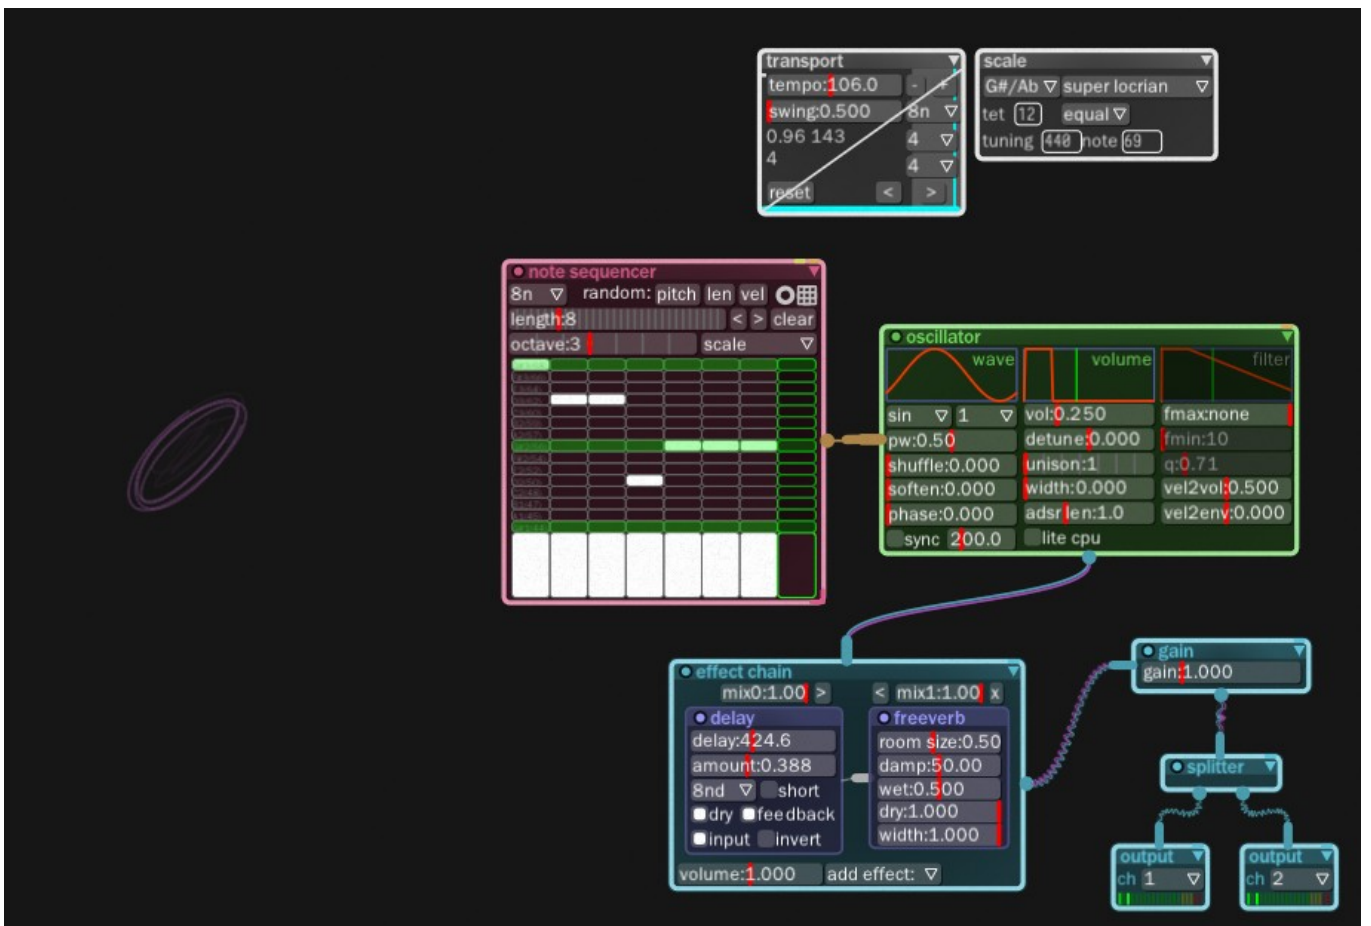 transport
tempo:106.0 - +
swing:0.500 8n
0.96 143 4
4 4
reset < >
scale
G#/Ab super locrian
tet 12 equal
tuning 440 note 69
note sequencer
8n random: pitch len vel
length:8 < > clear
octave:3 scale
oscillator
wave volume filter
sin 1 vol:0.250 fmax:none
pw:0.50 detune:0.000 fmin:10
shuffle:0.000 unison:1 q:0.71
soften:0.000 width:0.000 vel2vol:0.500
phase:0.000 adsr len:1.0 vel2env:0.000
sync 200.0 lite cpu
effect chain
mix0:1.00 > < mix1:1.00 x
delay
delay:424.6
amount:0.388
8nd short
dry feedback
input invert
freeverb
room size:0.50
damp:50.00
wet:0.500
dry:1.000
width:1.000
volume:1.000 add effect:
gain
gain:1.000
splitter
output
ch 1
output
ch 2